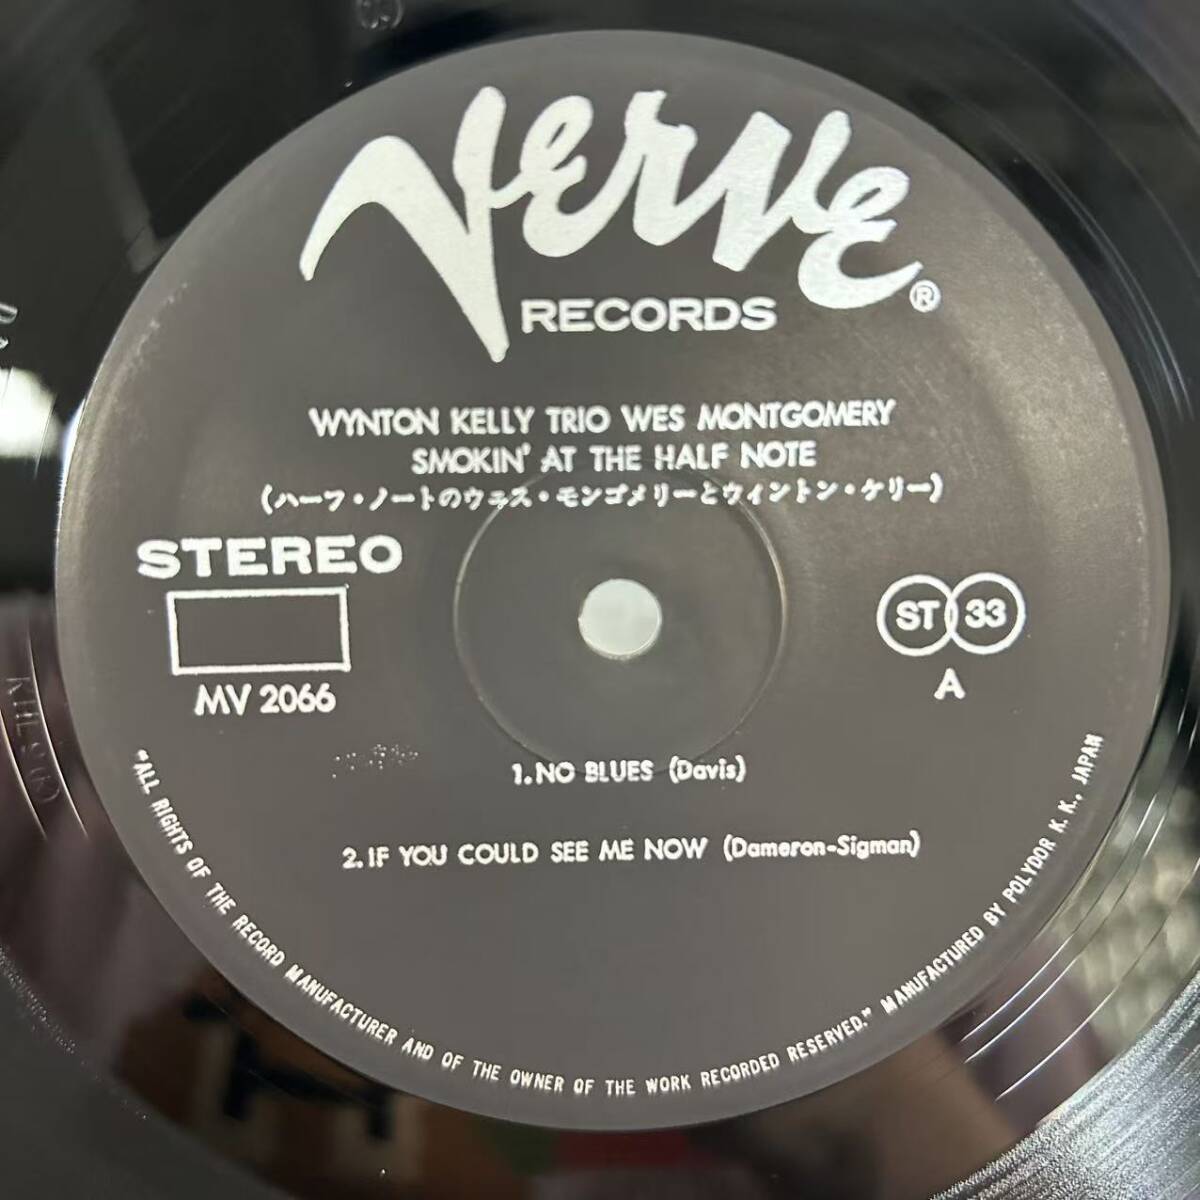 VERVE ®
RECORDS
WYNTON KELLY TRIO WES MONTGOMERY
SMOKIN' AT THE HALF NOTE
(ハーフ・ノートのウェス・モンゴメリーとウィントン・ケリー)
STEREO
MV 2066
ST 33
A
1. NO BLUES (Davis)
2. IF YOU COULD SEE ME NOW (Dameron-Sigman)
"ALL RIGHTS OF THE RECORD MANUFACTURER AND OF THE OWNER OF THE WORK RECORDED RESERVED." MANUFACTURED BY POLYDOR K.K., JAPAN